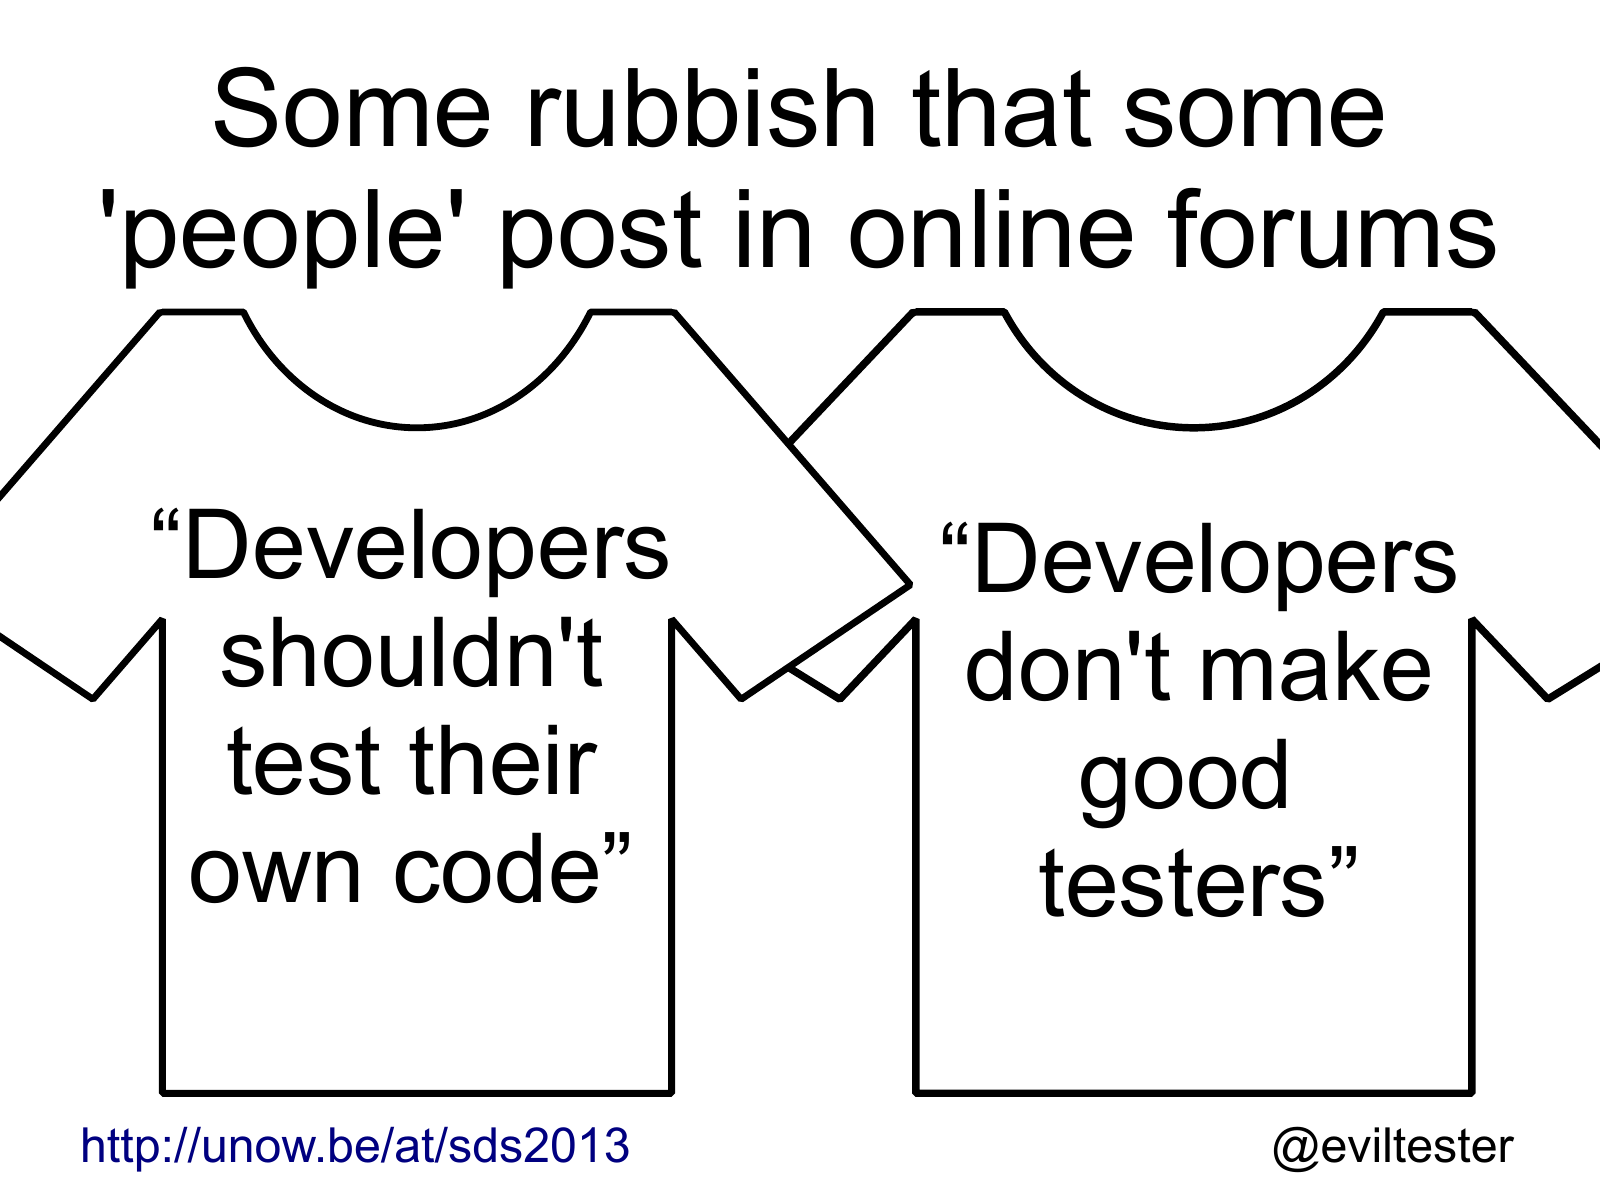 Some rubbish that some
'people' post in online forums
“Developers
shouldn't
test their
own code”
“Developers
don't make
good
testers”
http://unow.be/at/sds2013
@eviltester